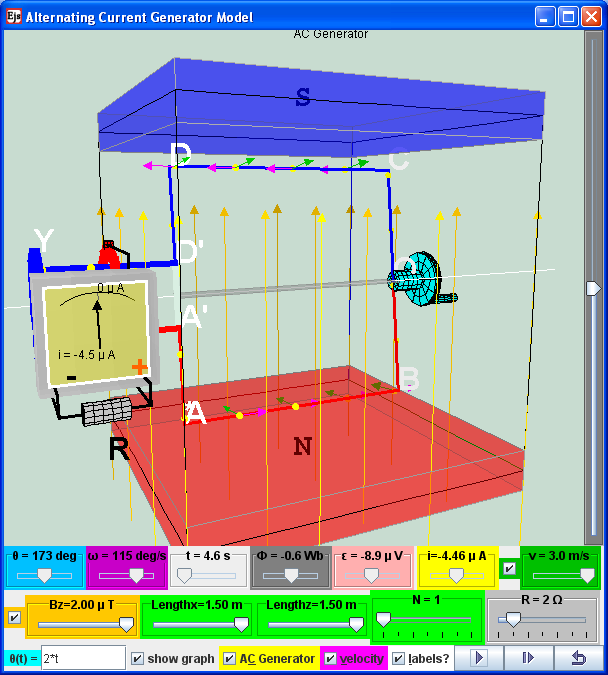 Ejs Alternating Current Generator Model
AC Generator
S
D
C
Y
D'
0 μ A
A'
i = -4.5 μ A
+
-
B
A
R
N
θ = 173 deg
ω = 115 deg/s
t = 4.6 s
Φ = -0.6 Wb
ε = -8.9 μ V
i=-4.46 μ A
v = 3.0 m/s
Bz=2.00 μ T
Lengthx=1.50 m
Lengthz=1.50 m
N = 1
R = 2 Ω
θ(t) = 2*t
show graph
AC Generator
velocity
labels?